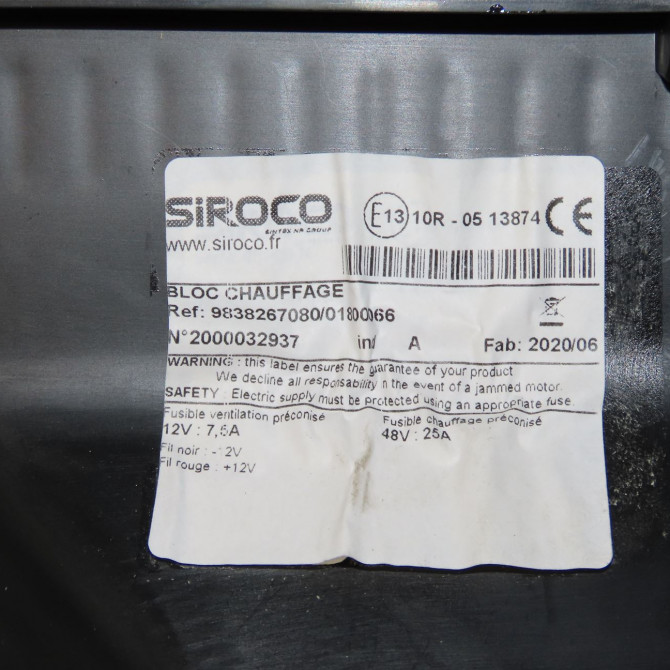 SiROCO
SINTEX NP GROUP
www.siroco.fr
E13 10R - 05 13874 CE
BLOC CHAUFFAGE
Ref: 9838267080/01800066
N°2000032937 ind A Fab: 2020/06
WARNING : this label ensures the guarantee of your product
We decline all responsability in the event of a jammed motor.
SAFETY : Electric supply must be protected using an appropriate fuse
Fusible ventilation préconisé
12V : 7,5A
Fusible chauffage préconisé
48V : 25A
Fil noir : -12V
Fil rouge : +12V